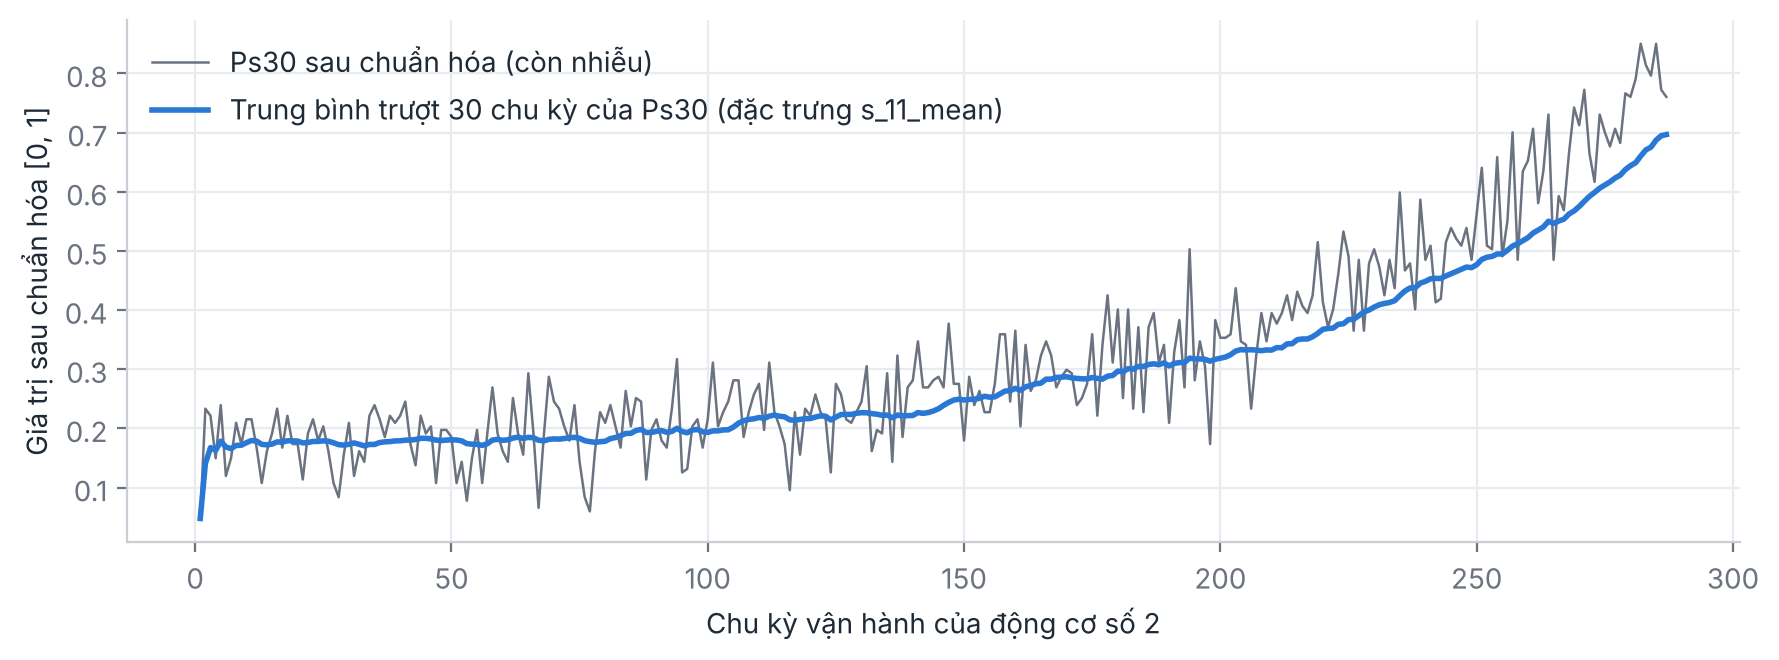 Ps30 sau chuẩn hóa (còn nhiễu)
Trung bình trượt 30 chu kỳ của Ps30 (đặc trưng s_11_mean)
Giá trị sau chuẩn hóa [0, 1]
0.8
0.7
0.6
0.5
0.4
0.3
0.2
0.1
0 50 100 150 200 250 300
Chu kỳ vận hành của động cơ số 2